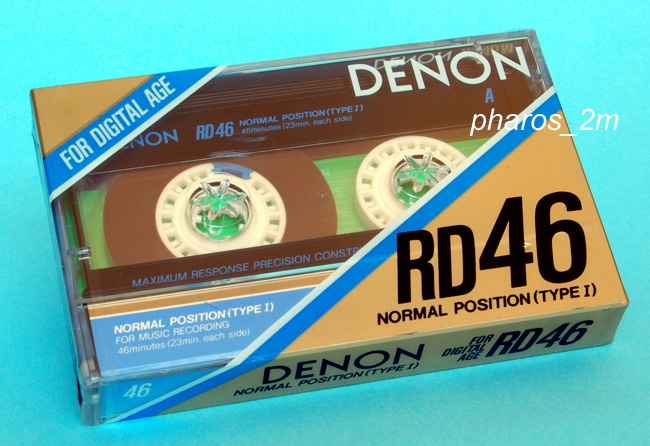 FOR DIGITAL AGE
DENON
A
pharos_2m
DENON RD46 NORMAL POSITION (TYPE I)
46minutes (23min. each side)
MAXIMUM RESPONSE PRECISION
RD46
NORMAL POSITION (TYPE I)
NORMAL POSITION (TYPE I)
FOR MUSIC RECORDING
46minutes (23min. each side)
46
DENON
NORMAL POSITION (TYPE I)
FOR
DIGITAL
AGE
RD46